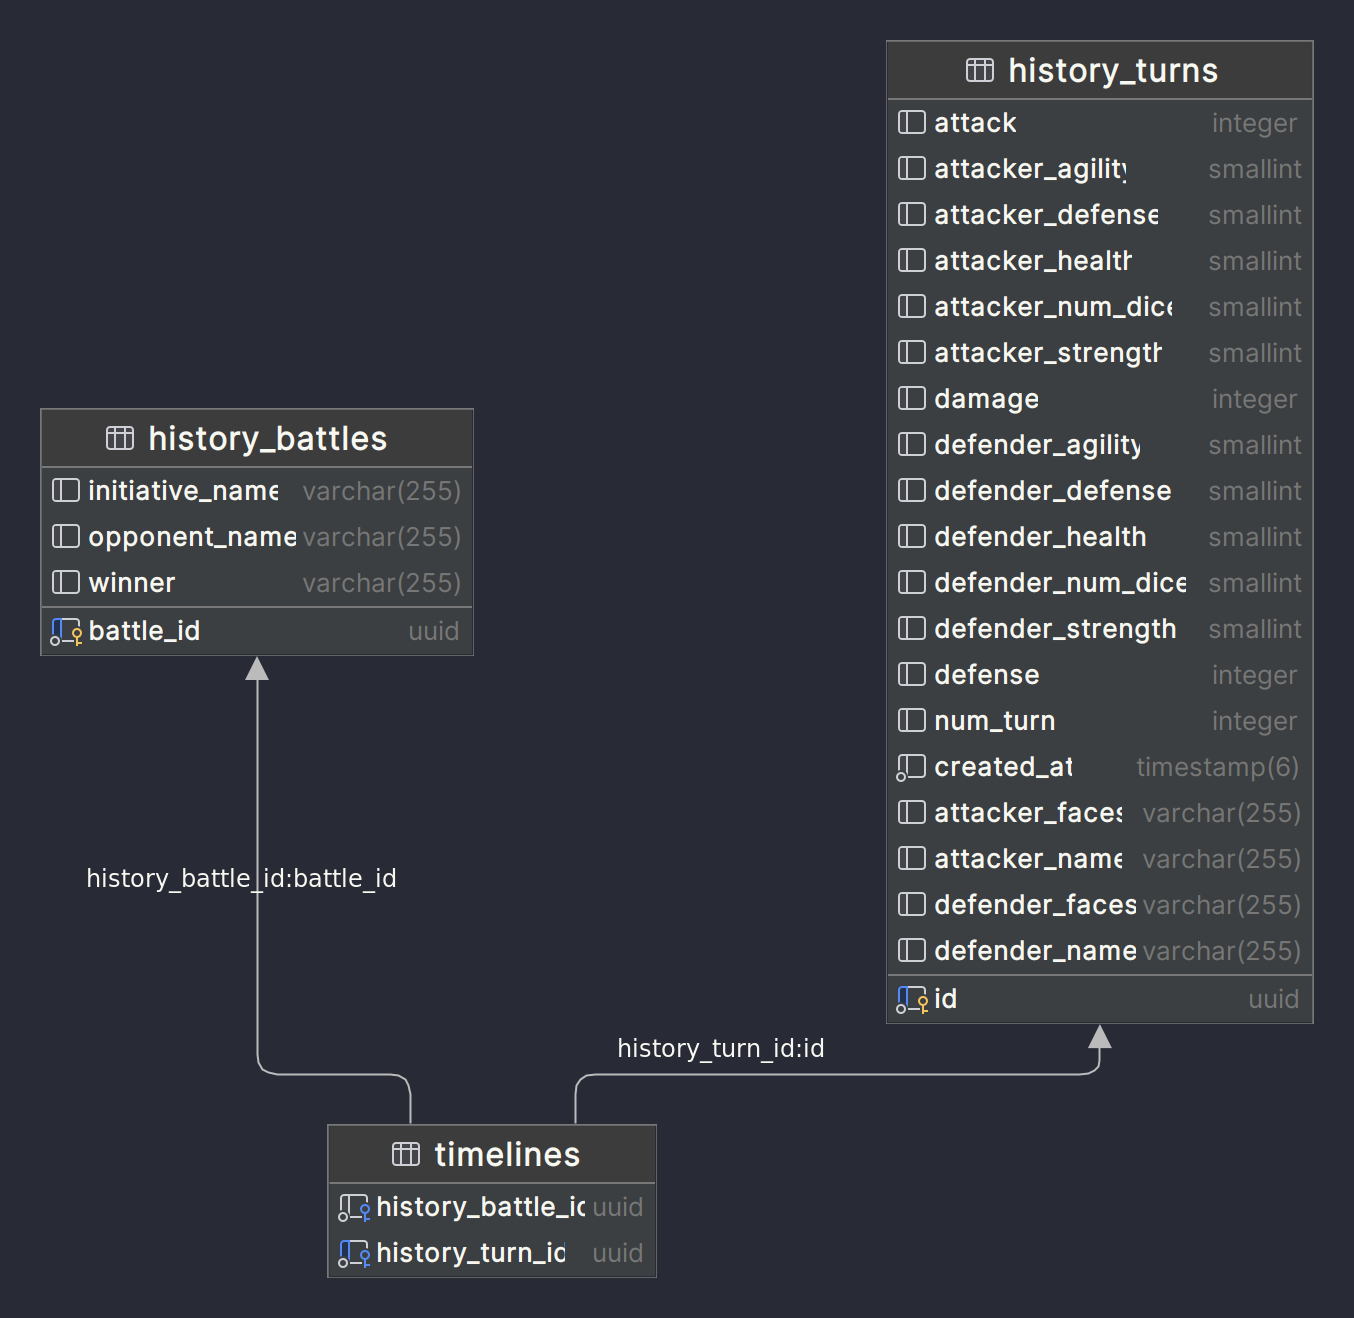 history_turns
attack integer
attacker_agility smallint
attacker_defense smallint
attacker_health smallint
attacker_num_dice smallint
attacker_strength smallint
damage integer
defender_agility smallint
defender_defense smallint
defender_health smallint
defender_num_dice smallint
defender_strength smallint
defense integer
num_turn integer
created_at timestamp(6)
attacker_faces varchar(255)
attacker_name varchar(255)
defender_faces varchar(255)
defender_name varchar(255)
id uuid
history_battles
initiative_name varchar(255)
opponent_name varchar(255)
winner varchar(255)
battle_id uuid
history_battle_id:battle_id
history_turn_id:id
timelines
history_battle_id uuid
history_turn_id uuid